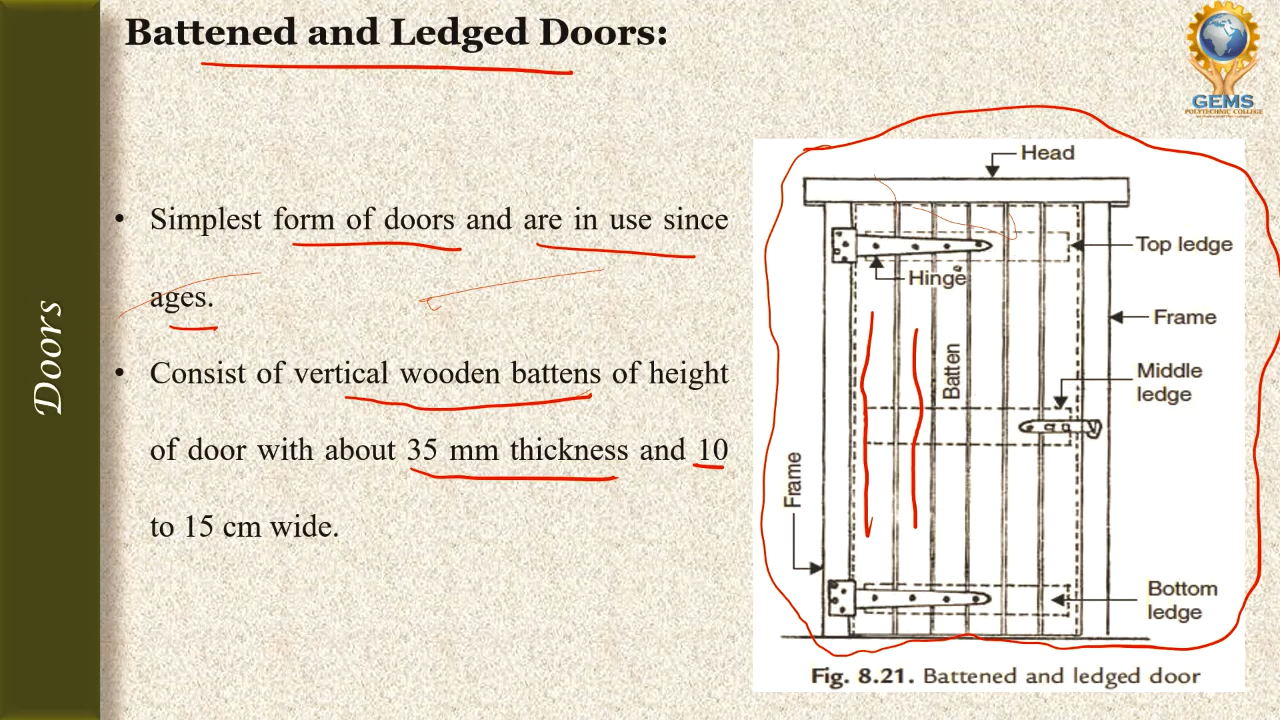 Battened and Ledged Doors:
GEMS
POLYTECHNIC COLLEGE
Doors
• Simplest form of doors and are in use since
ages.
• Consist of vertical wooden battens of height
of door with about 35 mm thickness and 10
to 15 cm wide.
Head
Top ledge
Hinge
Frame
Middle
ledge
Batten
Frame
Bottom
ledge
Fig. 8.21. Battened and ledged door